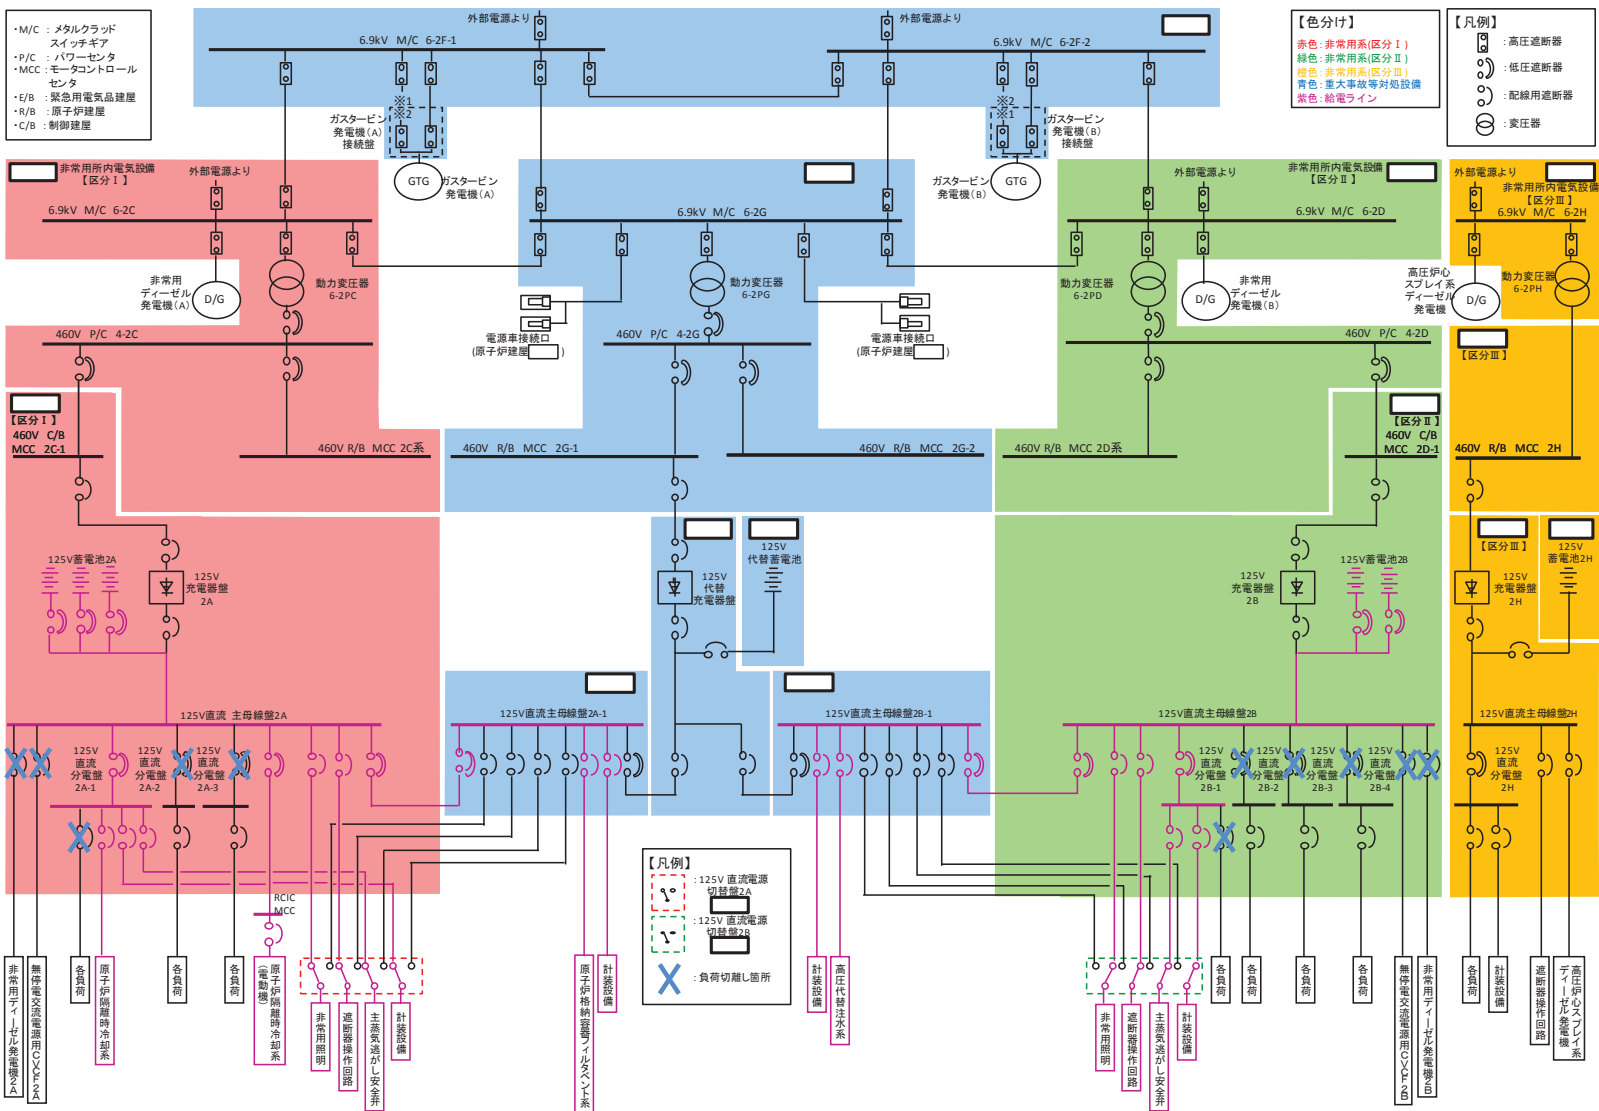 ・M/C ：メタルクラッド
スイッチギア
・P/C ：パワーセンタ
・MCC：モータコントロール
センタ
・E/B ：緊急用電気品建屋
・R/B ：原子炉建屋
・C/B ：制御建屋
外部電源より
6.9kV M/C 6-2F-1
外部電源より
6.9kV M/C 6-2F-2
【色分け】
赤色：非常用系(区分Ⅰ)
緑色：非常用系(区分Ⅱ)
橙色：非常用系(区分Ⅲ)
青色：重大事故等対処設備
紫色：給電ライン
【凡例】
：高圧遮断器
：低圧遮断器
：配線用遮断器
：変圧器
※1
※2
ガスタービン
発電機(A)
接続盤
GTG
ガスタービン
発電機(A)
※2
※1
ガスタービン
発電機(B)
接続盤
GTG
ガスタービン
発電機(B)
非常用所内電気設備
【区分Ⅰ】
外部電源より
6.9kV M/C 6-2C
6.9kV M/C 6-2G
非常用所内電気設備
【区分Ⅱ】
外部電源より
6.9kV M/C 6-2D
外部電源より
非常用所内電気設備
【区分Ⅲ】
6.9kV M/C 6-2H
非常用
ディーゼル
発電機(A)
D/G
動力変圧器
6-2PC
動力変圧器
6-2PG
動力変圧器
6-2PD
D/G
非常用
ディーゼル
発電機(B)
高圧炉心
スプレイ系
ディーゼル
発電機
D/G
動力変圧器
6-2PH
460V P/C 4-2C
電源車接続口
(原子炉建屋 )
460V P/C 4-2G
電源車接続口
(原子炉建屋 )
460V P/C 4-2D
【区分Ⅲ】
【区分Ⅰ】
460V C/B
MCC 2C-1
460V R/B MCC 2C系
460V R/B MCC 2G-1
460V R/B MCC 2G-2
460V R/B MCC 2D系
【区分Ⅱ】
460V C/B
MCC 2D-1
460V R/B MCC 2H
125V蓄電池2A
125V
充電器盤
2A
125V
代替
充電器盤
125V
代替蓄電池
125V
充電器盤
2B
125V蓄電池2B
【区分Ⅲ】
125V
充電器盤
2H
125V
蓄電池2H
125V直流 主母線盤2A
125V直流主母線盤2A-1
125V直流主母線盤2B-1
125V直流主母線盤2B
125V直流主母線盤2H
125V
直流
分電盤
2A-1
125V
直流
分電盤
2A-2
125V
直流
分電盤
2A-3
125V
直流
分電盤
2B-1
125V
直流
分電盤
2B-2
125V
直流
分電盤
2B-3
125V
直流
分電盤
2B-4
125V
直流
分電盤
2H
RCIC
MCC
【凡例】
：125V 直流電源
切替盤2A
：125V 直流電源
切替盤2B
：負荷切離し箇所
非常用ディーゼル発電機2A
無停電交流電源用CVCF2A
各負荷
原子炉隔離時冷却系
各負荷
各負荷
原子炉隔離時冷却系
(電動機)
非常用照明
遮断器操作回路
主蒸気逃がし安全弁
計装設備
原子炉格納容器フィルタベント系
計装設備
計装設備
高圧代替注水系
非常用照明
遮断器操作回路
主蒸気逃がし安全弁
計装設備
各負荷
各負荷
各負荷
各負荷
無停電交流電源用CVCF2B
非常用ディーゼル発電機2B
各負荷
計装設備
遮断器操作回路
高圧炉心スプレイ系
ディーゼル発電機